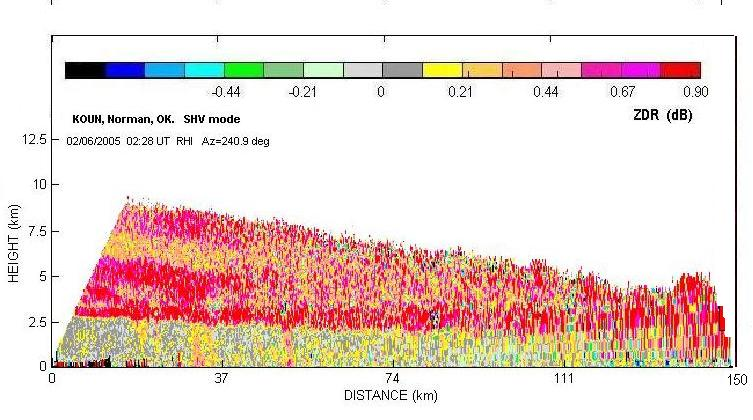 -0.44 -0.21 0 0.21 0.44 0.67 0.90
KOUN, Norman, OK. SHV mode
ZDR (dB)
02/06/2005 02:28 UT RHI Az=240.9 deg
12.5
10
7.5
5
2.5
0
HEIGHT (km)
0 37 74 111 150
DISTANCE (km)